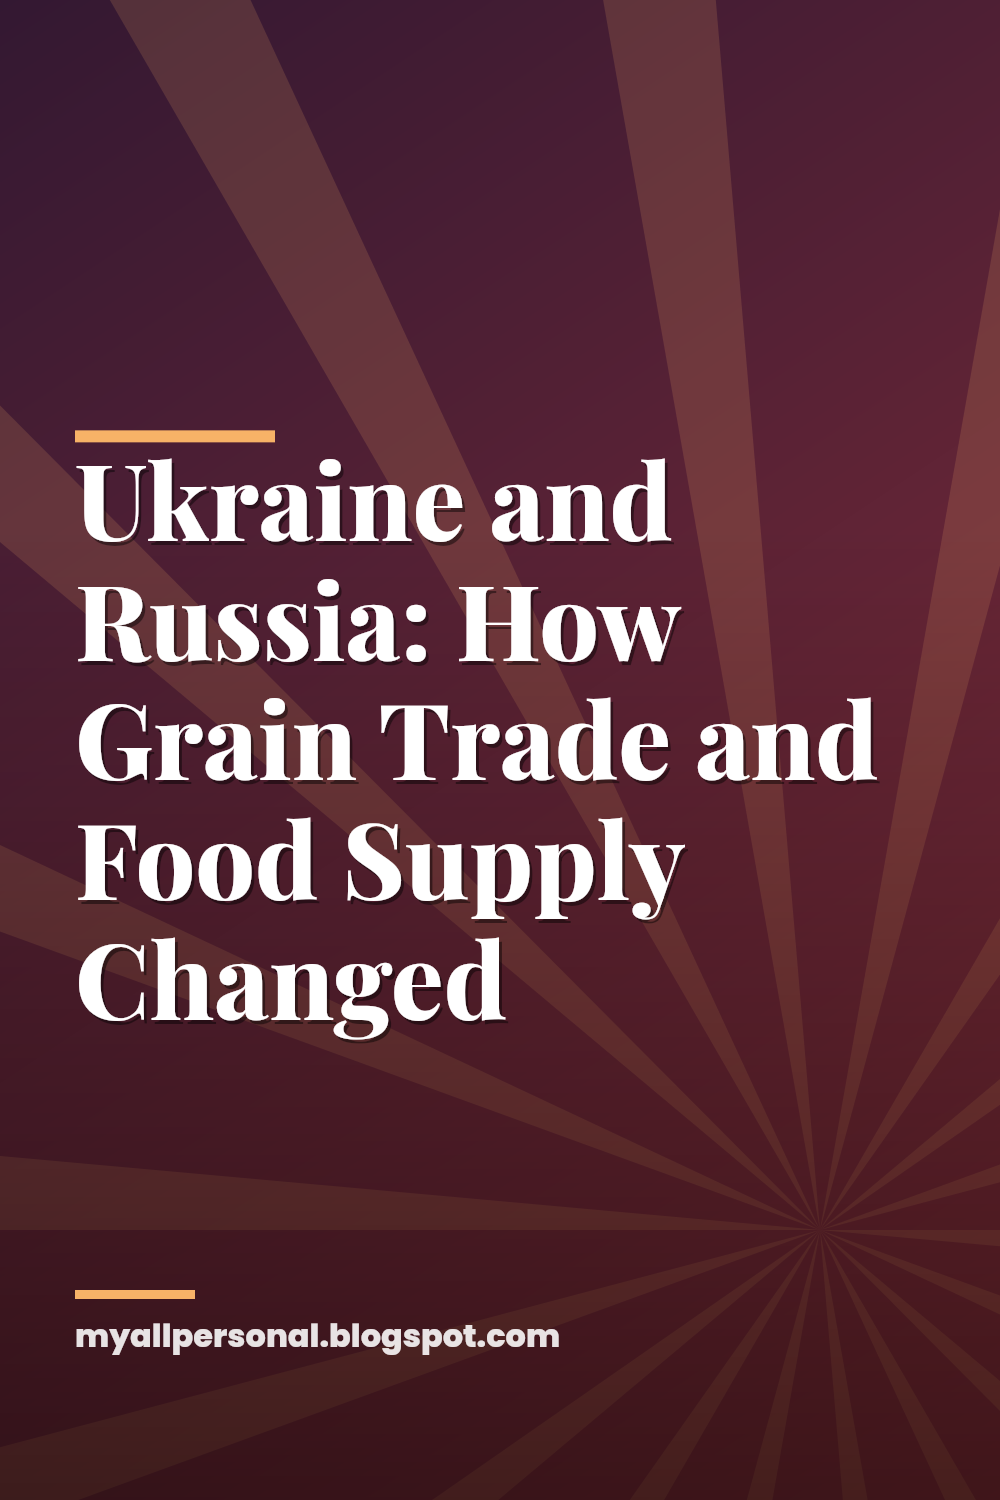 Ukraine and
Russia: How
Grain Trade and
Food Supply
Changed
myallpersonal.blogspot.com